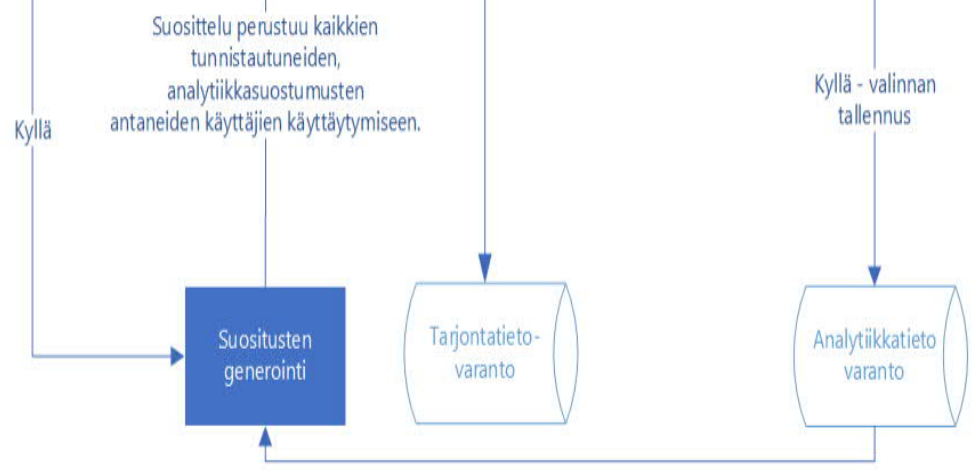 Suosittelu perustuu kaikkien
tunnistautuneiden,
analytiikkasuostumusten
antaneiden käyttäjien käyttäytymiseen.
Kyllä
Kyllä - valinnan
tallennus
Suositusten
generointi
Tarjontatieto-
varanto
Analytiikkatieto
varanto